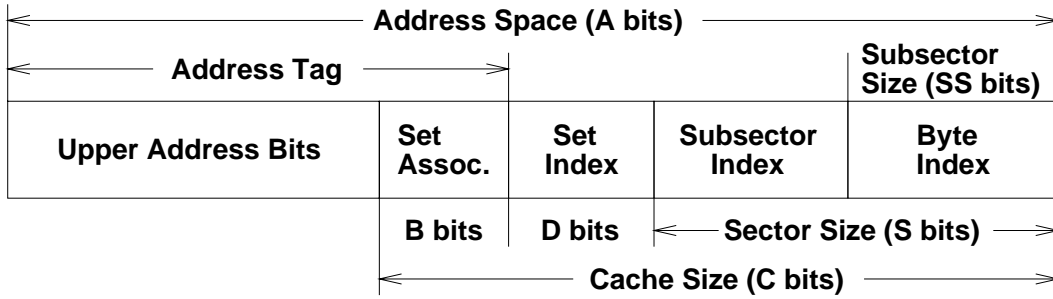 Address Space (A bits)
Address Tag
Subsector
Size (SS bits)
Upper Address Bits
Set
Assoc.
Set
Index
Subsector
Index
Byte
Index
B bits
D bits
Sector Size (S bits)
Cache Size (C bits)